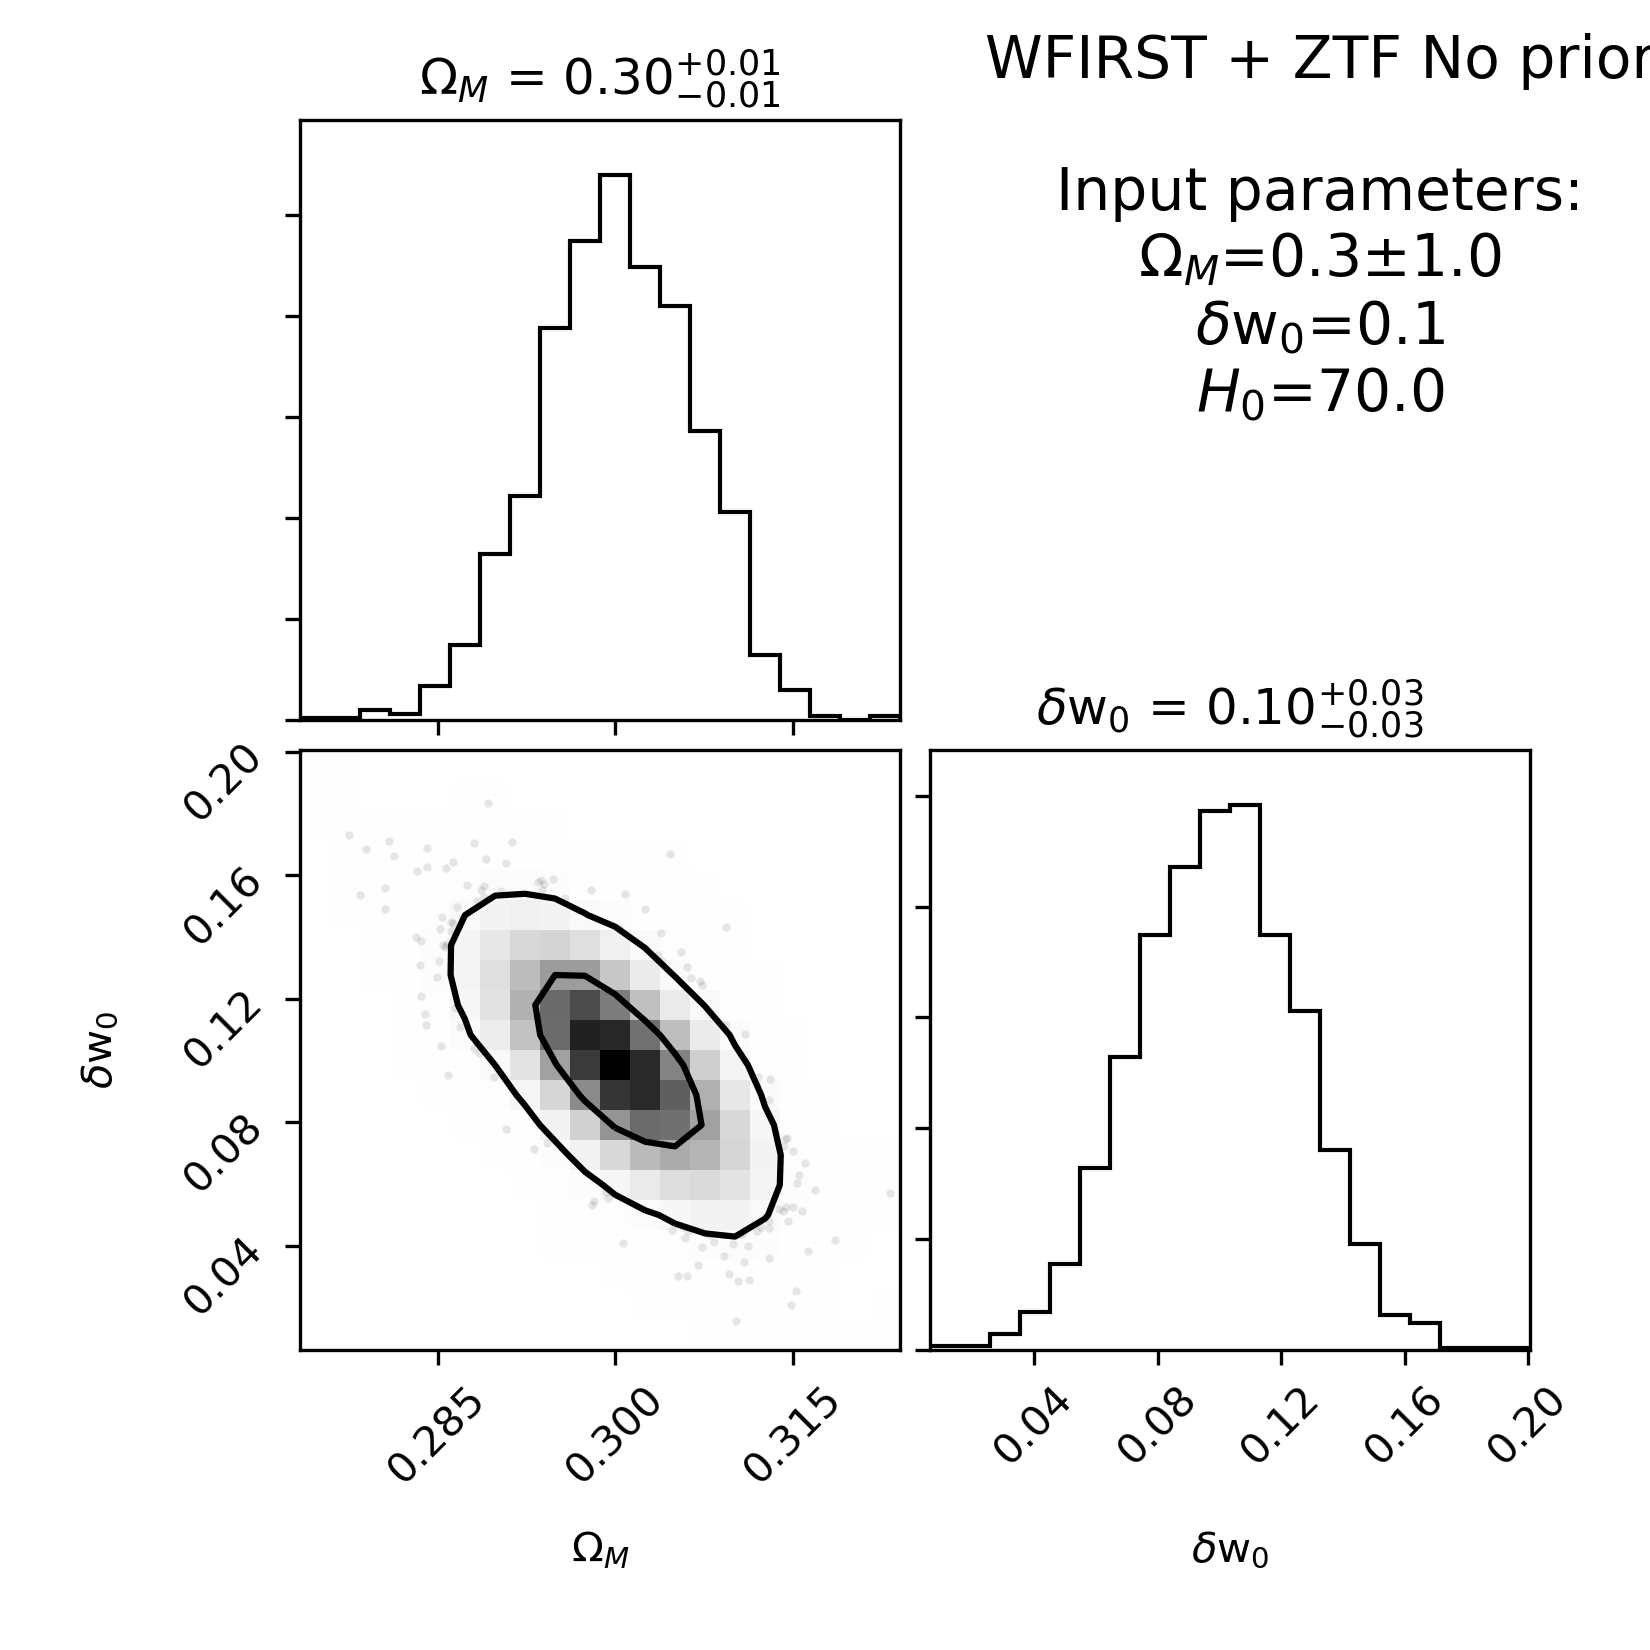 WFIRST + ZTF No prior
Ω_M = 0.30^{+0.01}_{−0.01}
Input parameters:
Ω_M=0.3±1.0
δw_0=0.1
H_0=70.0
δw_0 = 0.10^{+0.03}_{−0.03}
0.20
0.16
0.12
0.08
0.04
δw_0
0.285
0.300
0.315
0.04
0.08
0.12
0.16
0.20
Ω_M
δw_0